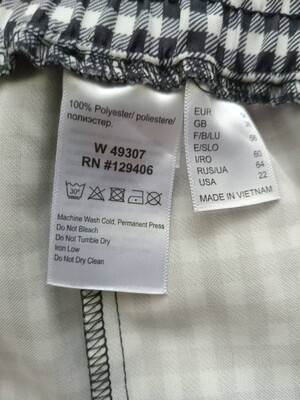 100% Polyester/ poliestere/
полиэстер.
W 49307
RN #129406
30°
Machine Wash Cold, Permanent Press
Do Not Bleach
Do Not Tumble Dry
Iron Low
Do Not Dry Clean
EUR
GB
F/B/LU 56
E/SLO
I/RO 60
RUS/UA 64
USA 22
MADE IN VIETNAM